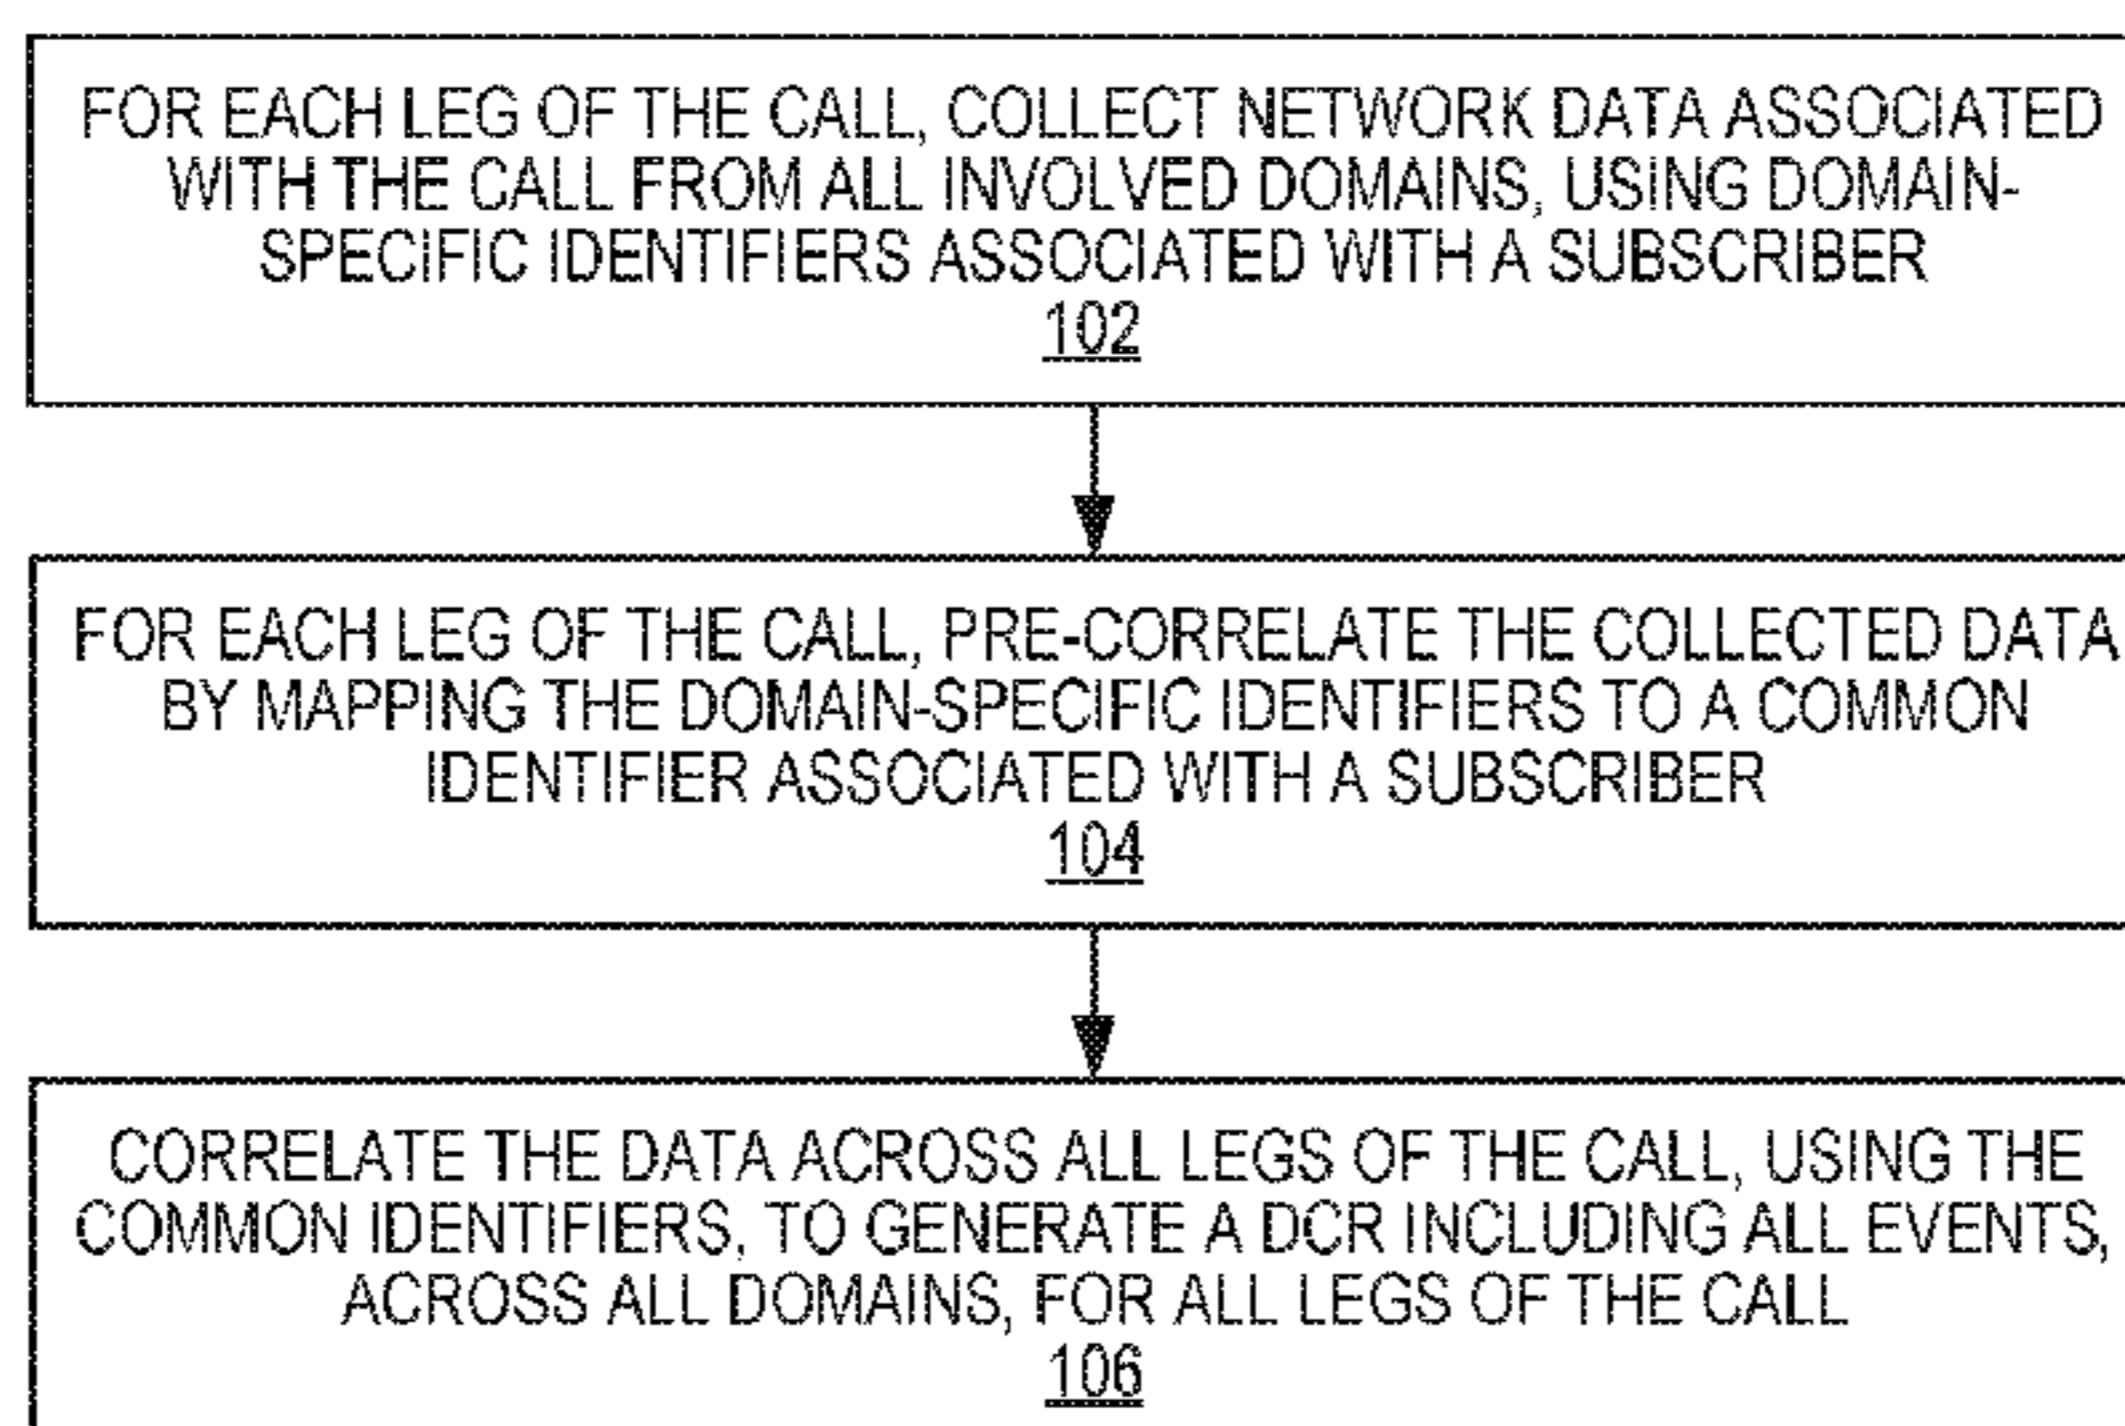 FOR EACH LEG OF THE CALL, COLLECT NETWORK DATA ASSOCIATED
WITH THE CALL FROM ALL INVOLVED DOMAINS, USING DOMAIN-
SPECIFIC IDENTIFIERS ASSOCIATED WITH A SUBSCRIBER
102
FOR EACH LEG OF THE CALL, PRE-CORRELATE THE COLLECTED DATA
BY MAPPING THE DOMAIN-SPECIFIC IDENTIFIERS TO A COMMON
IDENTIFIER ASSOCIATED WITH A SUBSCRIBER
104
CORRELATE THE DATA ACROSS ALL LEGS OF THE CALL, USING THE
COMMON IDENTIFIERS, TO GENERATE A DCR INCLUDING ALL EVENTS,
ACROSS ALL DOMAINS, FOR ALL LEGS OF THE CALL
106